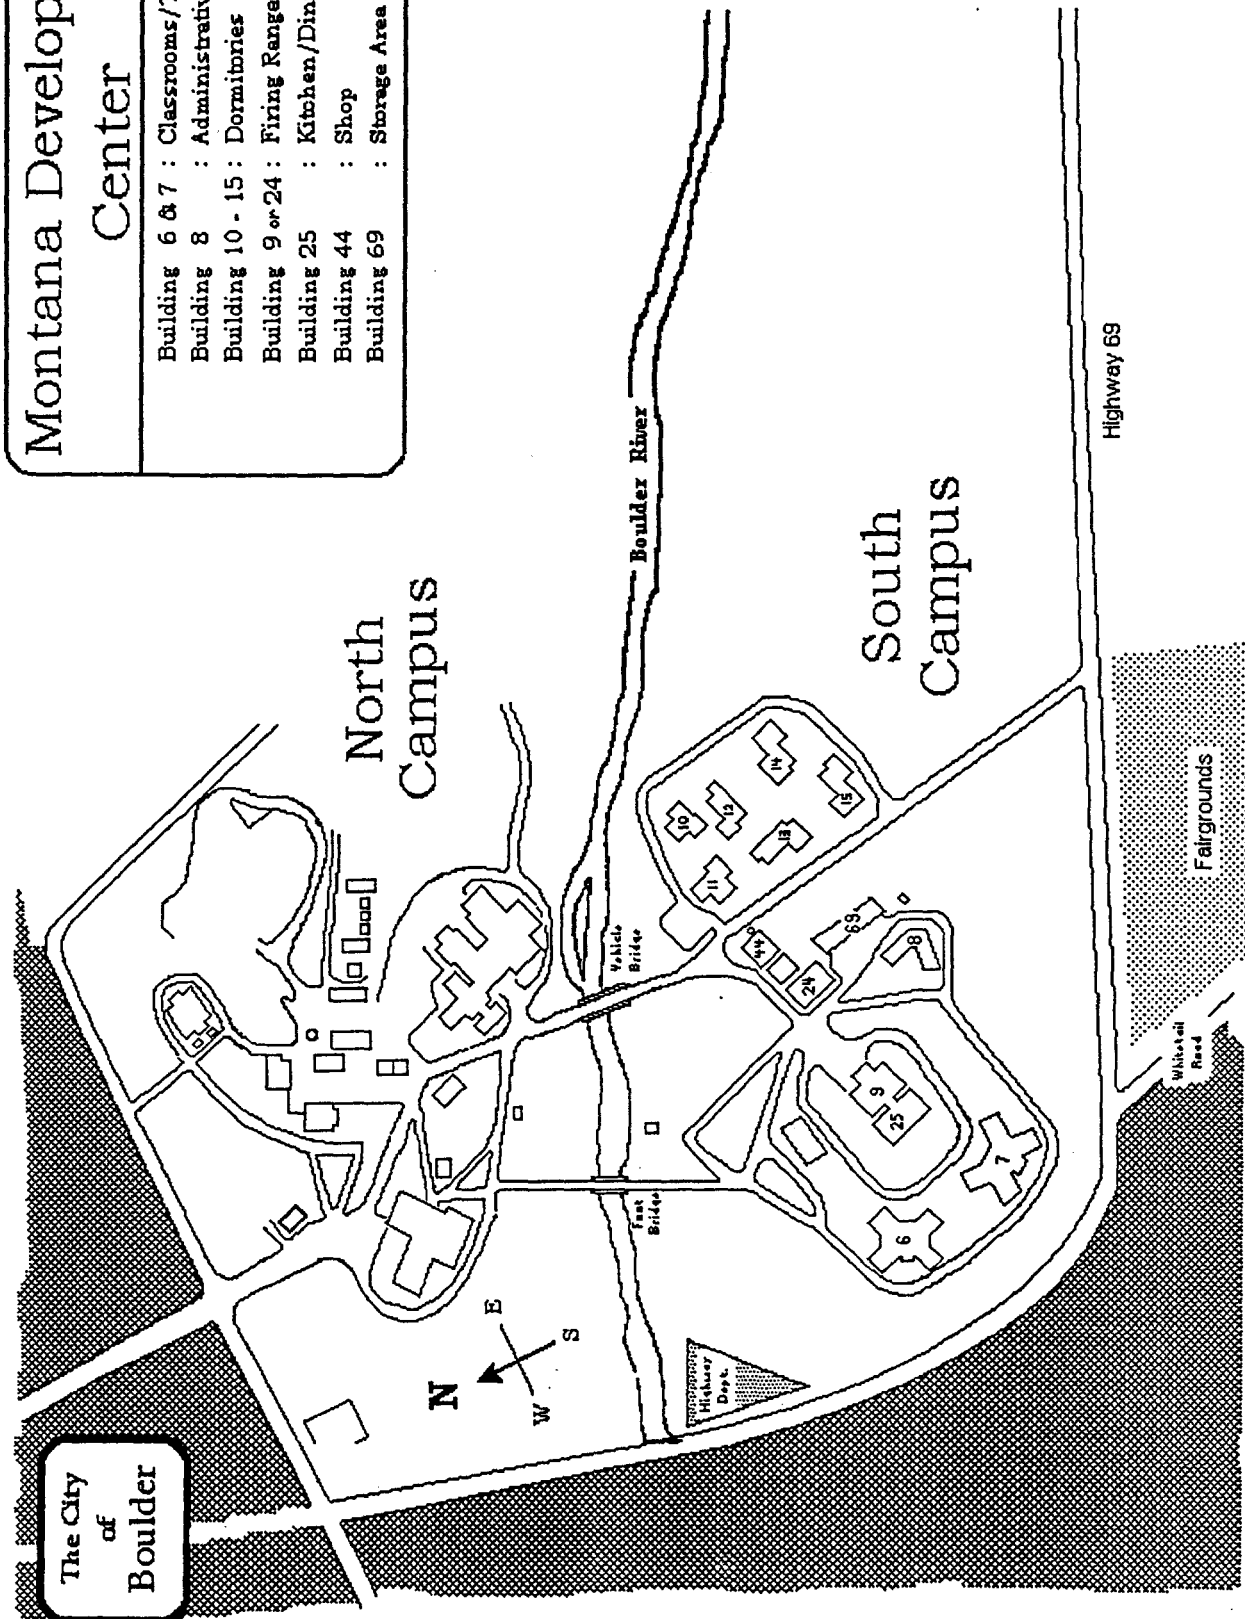 Montana Develop
Center
Building 6 & 7 : Classrooms/
Building 8 : Administrativ
Building 10 - 15 : Dormitories
Building 9 or 24 : Firing Range
Building 25 : Kitchen/Din
Building 44 : Shop
Building 69 : Storage Area
The City
of
Boulder
North
Campus
South
Campus
N
E
W
S
Boulder River
Vehicle
Bridge
Foot
Bridge
Highway
Dept.
Highway 69
Fairgrounds
Whitetail
Road
10
11
12
13
14
15
44
24
69
8
9
25
7
6